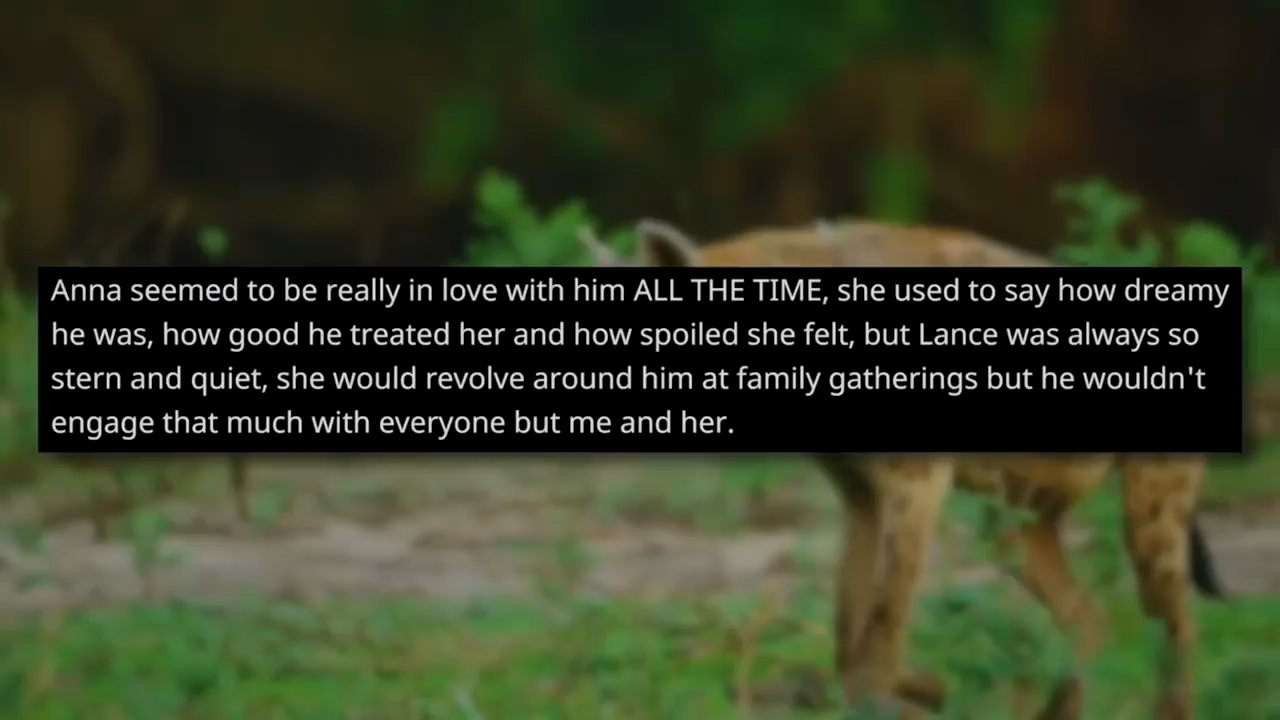 Anna seemed to be really in love with him ALL THE TIME, she used to say how dreamy
he was, how good he treated her and how spoiled she felt, but Lance was always so
stern and quiet, she would revolve around him at family gatherings but he wouldn't
engage that much with everyone but me and her.